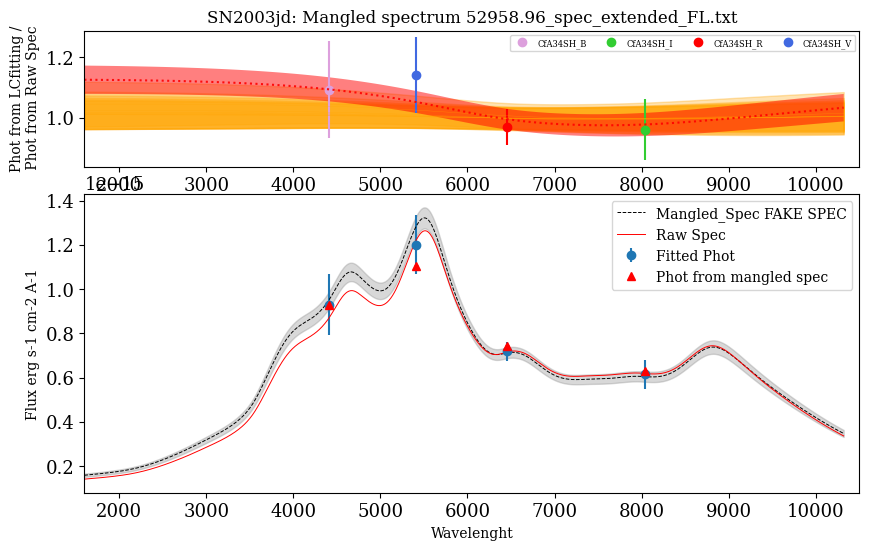 SN2003jd: Mangled spectrum 52958.96_spec_extended_FL.txt
Phot from LCfitting /
Phot from Raw Spec
1.2
1.0
CfA34SH_B CfA34SH_I CfA34SH_R CfA34SH_V
2000 3000 4000 5000 6000 7000 8000 9000 10000
1e−15
Flux erg s-1 cm-2 A-1
1.4
1.2
1.0
0.8
0.6
0.4
0.2
Mangled_Spec FAKE SPEC
Raw Spec
Fitted Phot
Phot from mangled spec
2000 3000 4000 5000 6000 7000 8000 9000 10000
Wavelenght